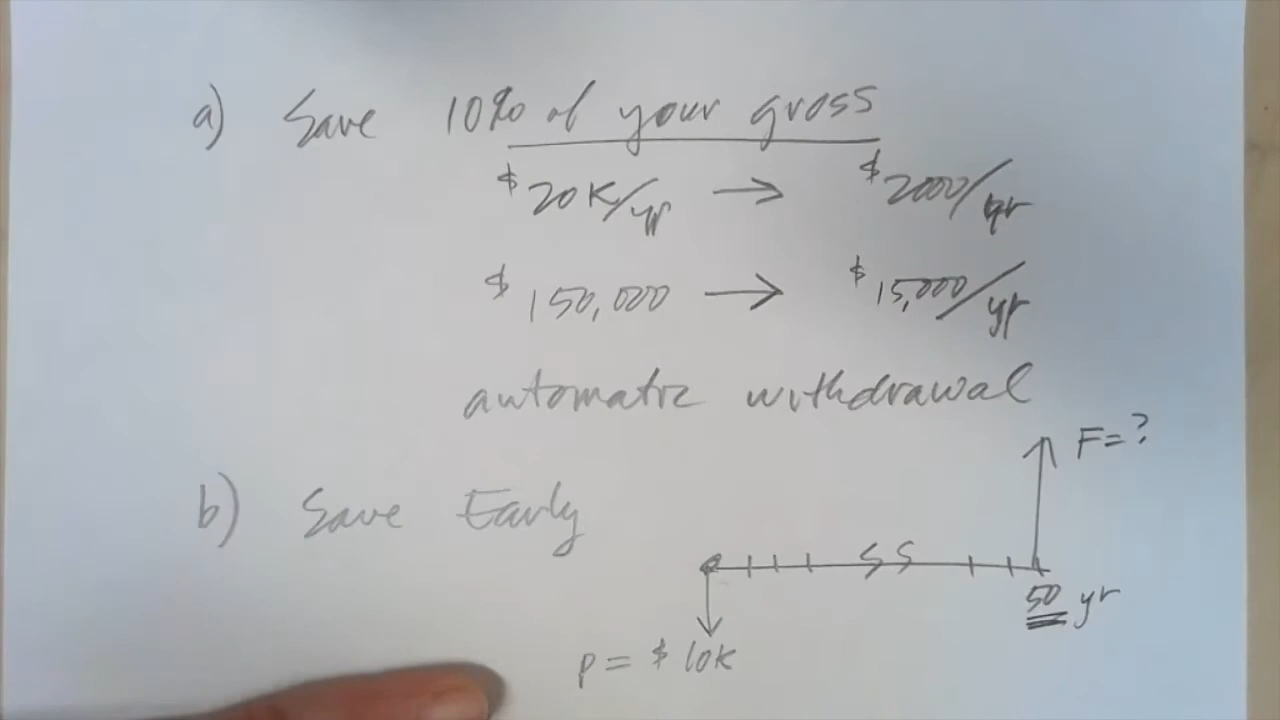 a) Save 10% of your gross
$20K/yr → $2000/yr
$150,000 → $15,000/yr
automatic withdrawal
F=?
b) Save Early
50 yr
P = $10K